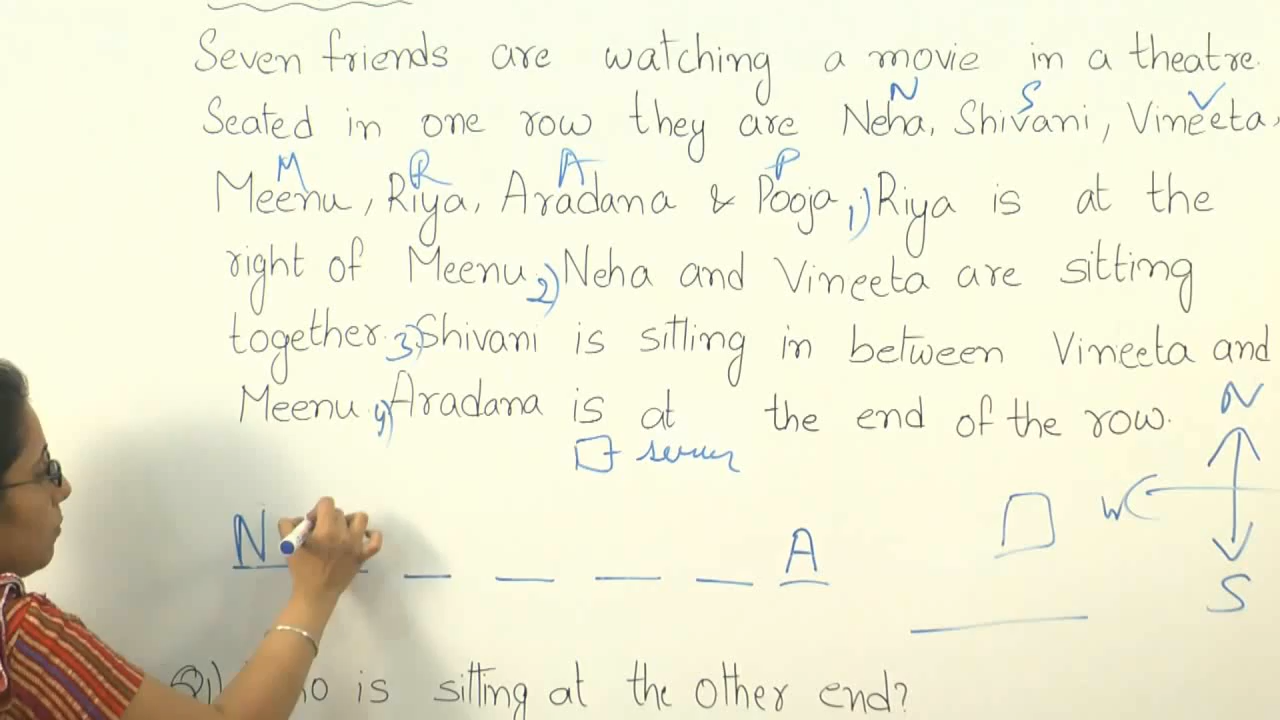 Seven friends are watching a movie in a theatre.
N S V
Seated in one row they are Neha, Shivani, Vineeta,
M R A P
Meenu, Riya, Aradana & Pooja 1) Riya is at the
right of Meenu. 2) Neha and Vineeta are sitting
together. 3) Shivani is sitting in between Vineeta and
Meenu. 4) Aradana is at the end of the row.
N
W
S
N A
Q1) is sitting at the other end?